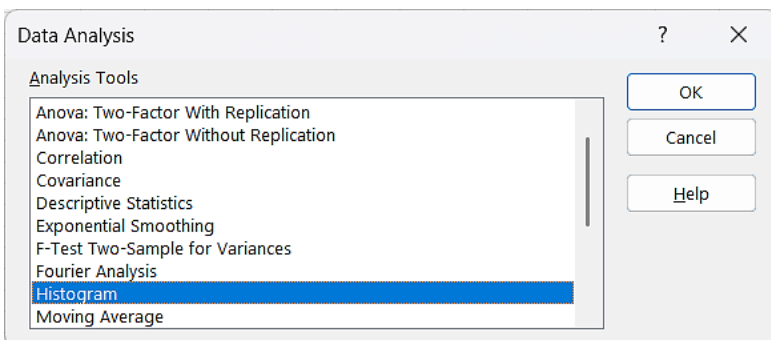 Data Analysis
?
Analysis Tools
Anova: Two-Factor With Replication
Anova: Two-Factor Without Replication
Correlation
Covariance
Descriptive Statistics
Exponential Smoothing
F-Test Two-Sample for Variances
Fourier Analysis
Histogram
Moving Average
OK
Cancel
Help